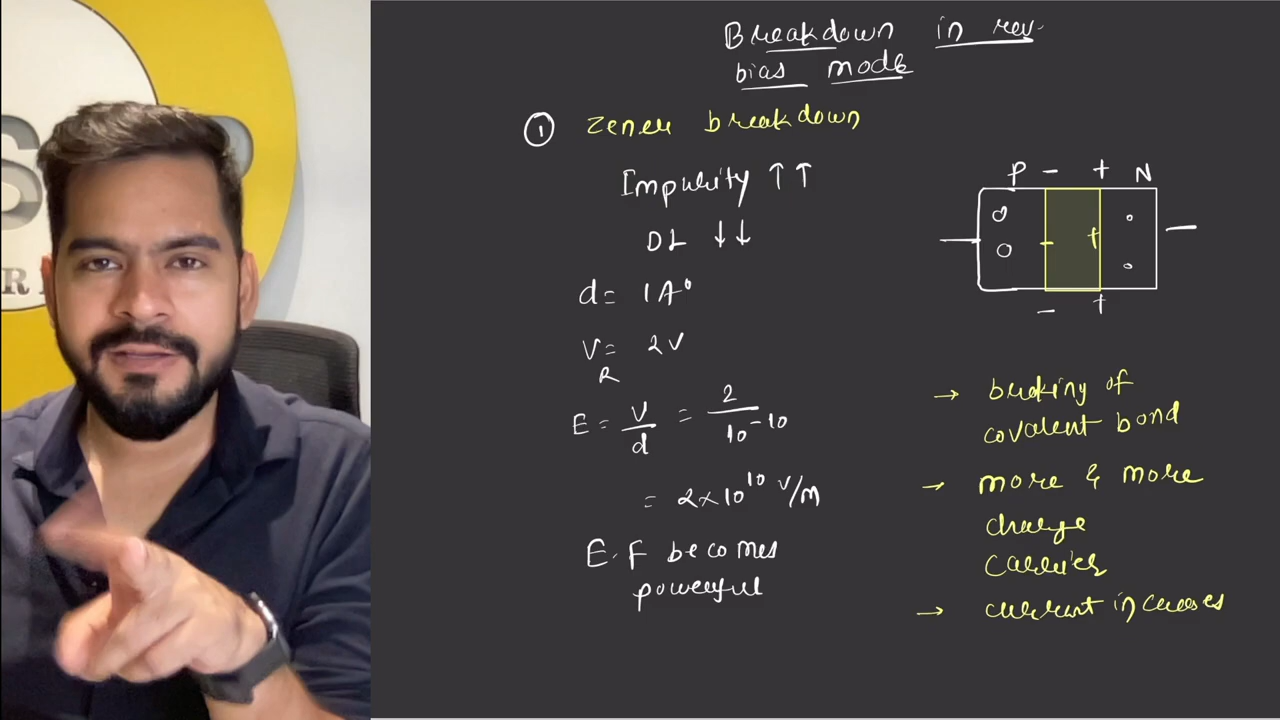 Breakdown in rev.
bias mode
① Zener breakdown
Impurity ↑↑
DL ↓↓
d = 1A°
V = 2V
R
E = V/d = 2/10-10
= 2×10^10 V/m
E.F becomes
powerful
P - + N
- +
- +
→ breaking of
covalent bond
→ more & more
charge
carrier
→ current increases
S
R